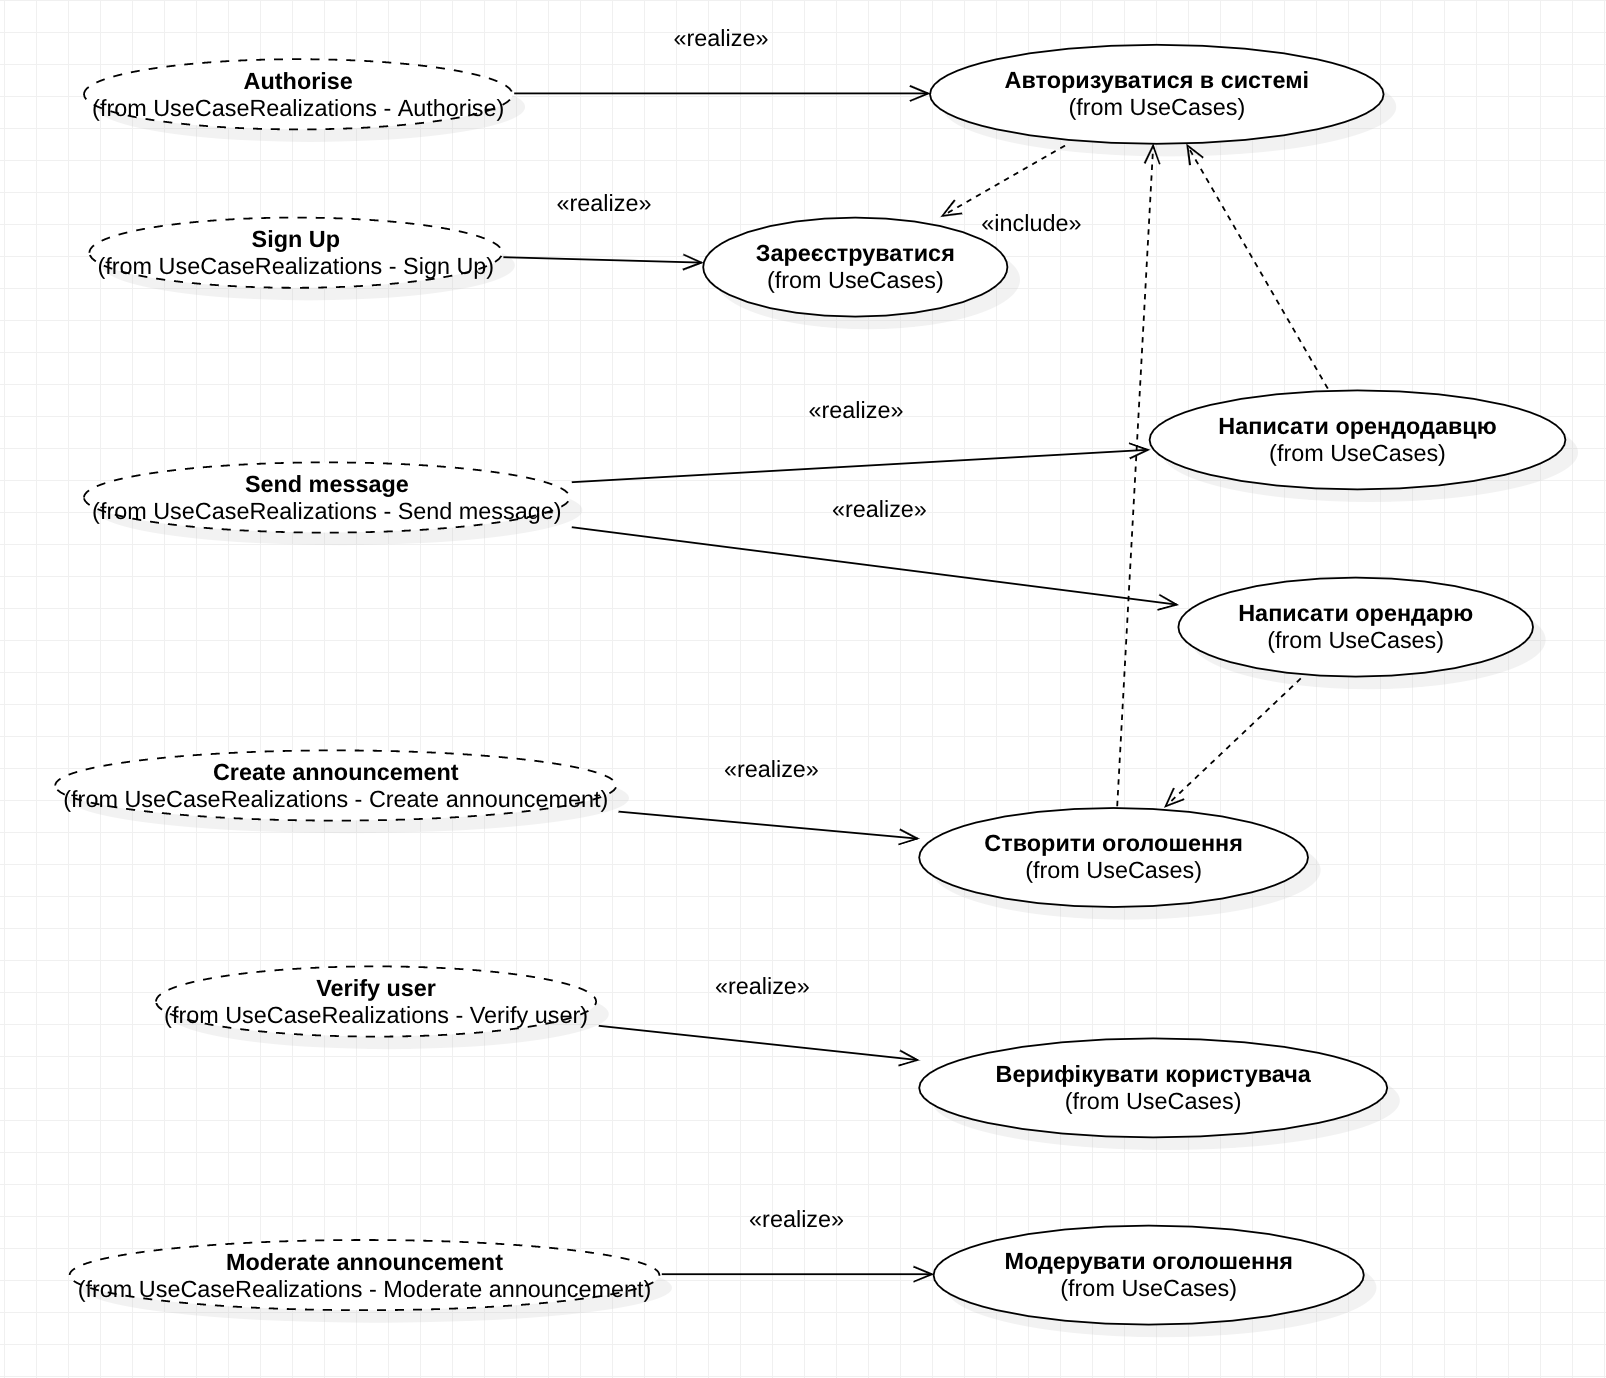 «realize»
Authorise
(from UseCaseRealizations - Authorise)
Авторизуватися в системі
(from UseCases)
«realize»
Sign Up
(from UseCaseRealizations - Sign Up)
«include»
Зареєструватися
(from UseCases)
«realize»
Написати орендодавцю
(from UseCases)
Send message
(from UseCaseRealizations - Send message)
«realize»
Написати орендарю
(from UseCases)
«realize»
Create announcement
(from UseCaseRealizations - Create announcement)
Створити оголошення
(from UseCases)
«realize»
Verify user
(from UseCaseRealizations - Verify user)
Верифікувати користувача
(from UseCases)
«realize»
Moderate announcement
(from UseCaseRealizations - Moderate announcement)
Модерувати оголошення
(from UseCases)